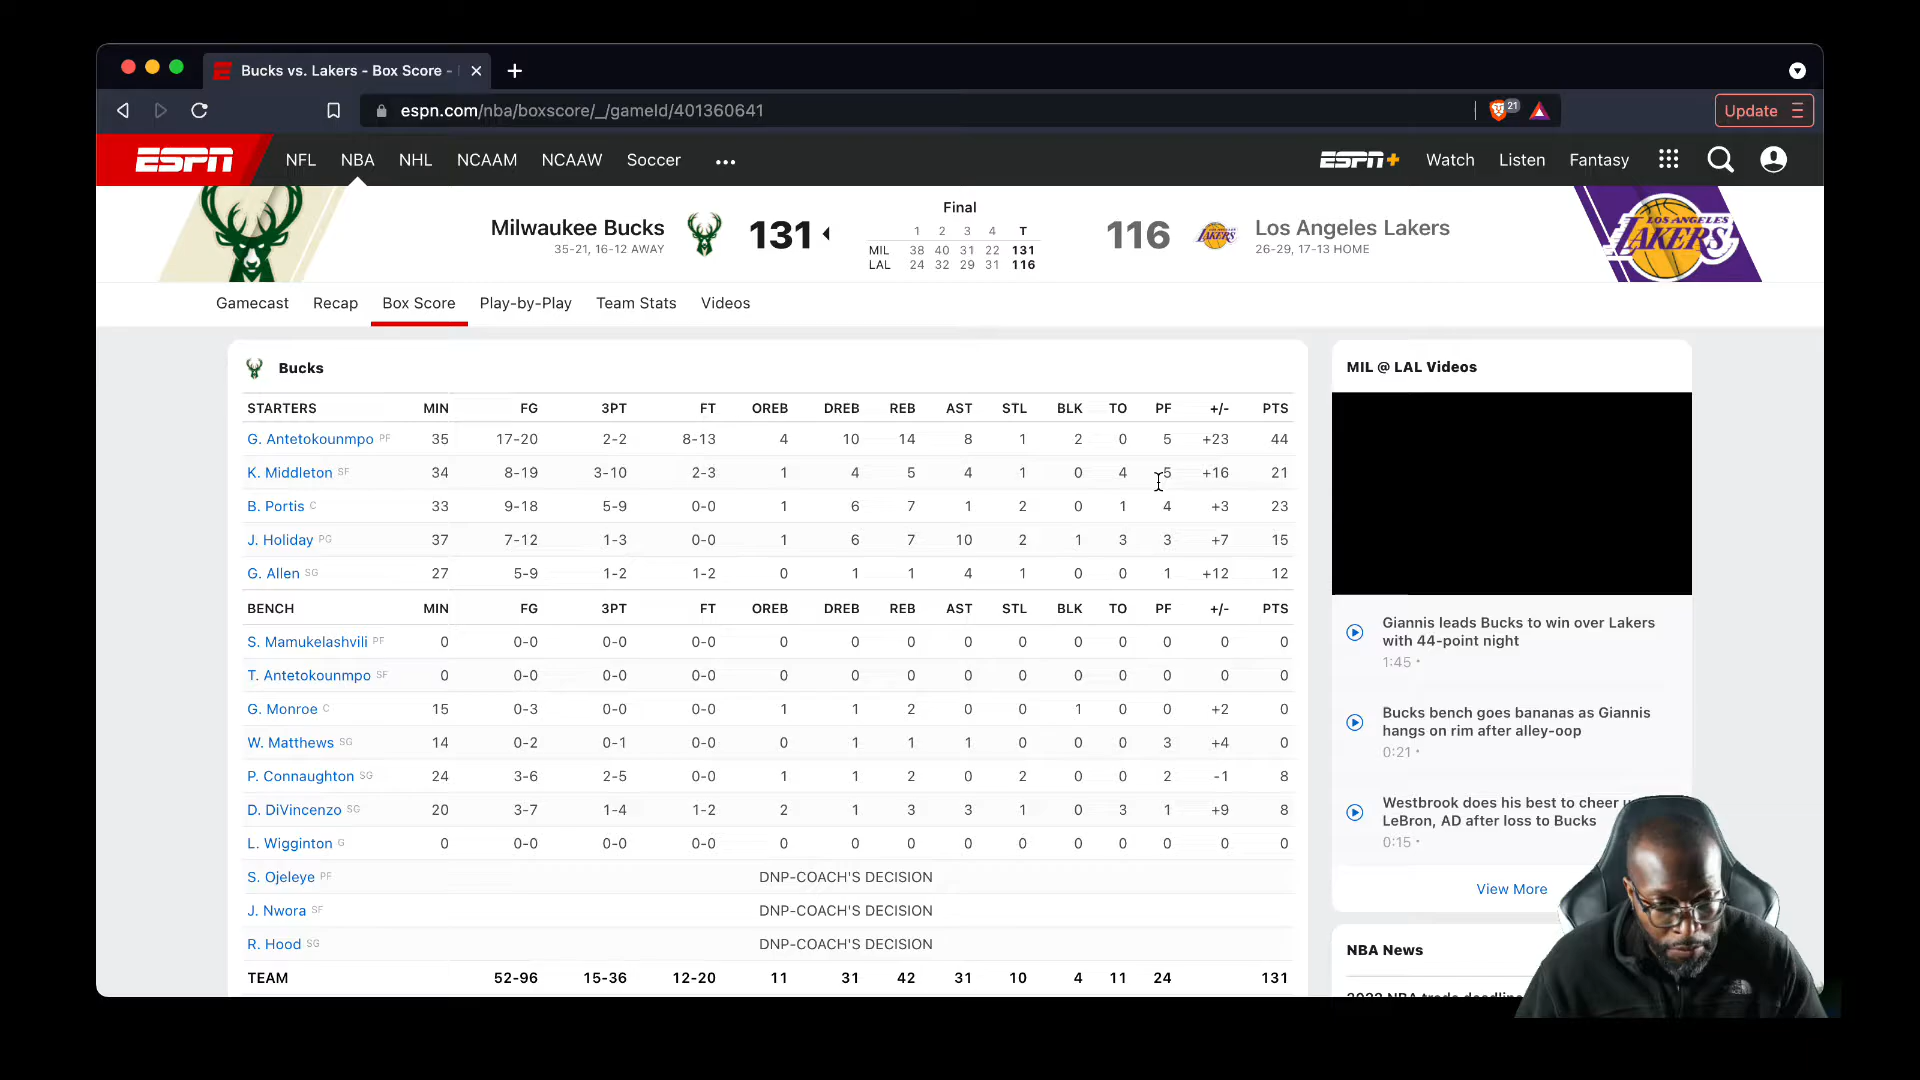 Bucks vs. Lakers - Box Score -
espn.com/nba/boxscore/_/gameId/401360641
21
Update
ESPN NFL NBA NHL NCAAM NCAAW Soccer ESPN+ Watch Listen Fantasy
Milwaukee Bucks
35-21, 16-12 AWAY
131
Final
1 2 3 4 T
MIL 38 40 31 22 131
LAL 24 32 29 31 116
116
LAKERS
Los Angeles Lakers
26-29, 17-13 HOME
LOS ANGELES
LAKERS
Gamecast Recap Box Score Play-by-Play Team Stats Videos
Bucks
STARTERS MIN FG 3PT FT OREB DREB REB AST STL BLK TO PF +/- PTS
G. Antetokounmpo PF 35 17-20 2-2 8-13 4 10 14 8 1 2 0 5 +23 44
K. Middleton SF 34 8-19 3-10 2-3 1 4 5 4 1 0 4 5 +16 21
B. Portis C 33 9-18 5-9 0-0 1 6 7 1 2 0 1 4 +3 23
J. Holiday PG 37 7-12 1-3 0-0 1 6 7 10 2 1 3 3 +7 15
G. Allen SG 27 5-9 1-2 1-2 0 1 1 4 1 0 0 1 +12 12
BENCH MIN FG 3PT FT OREB DREB REB AST STL BLK TO PF +/- PTS
S. Mamukelashvili PF 0 0-0 0-0 0-0 0 0 0 0 0 0 0 0 0 0
T. Antetokounmpo SF 0 0-0 0-0 0-0 0 0 0 0 0 0 0 0 0 0
G. Monroe C 15 0-3 0-0 0-0 1 1 2 0 0 1 0 0 +2 0
W. Matthews SG 14 0-2 0-1 0-0 0 1 1 1 0 0 0 3 +4 0
P. Connaughton SG 24 3-6 2-5 0-0 1 1 2 0 2 0 0 2 -1 8
D. DiVincenzo SG 20 3-7 1-4 1-2 2 1 3 3 1 0 3 1 +9 8
L. Wigginton G 0 0-0 0-0 0-0 0 0 0 0 0 0 0 0 0 0
S. Ojeleye PF DNP-COACH'S DECISION
J. Nwora SF DNP-COACH'S DECISION
R. Hood SG DNP-COACH'S DECISION
TEAM 52-96 15-36 12-20 11 31 42 31 10 4 11 24 131
MIL @ LAL Videos
Giannis leads Bucks to win over Lakers
with 44-point night
1:45
Bucks bench goes bananas as Giannis
hangs on rim after alley-oop
0:21
Westbrook does his best to cheer
LeBron, AD after loss to Bucks
0:15
View More
NBA News
2022 NBA trade deadline